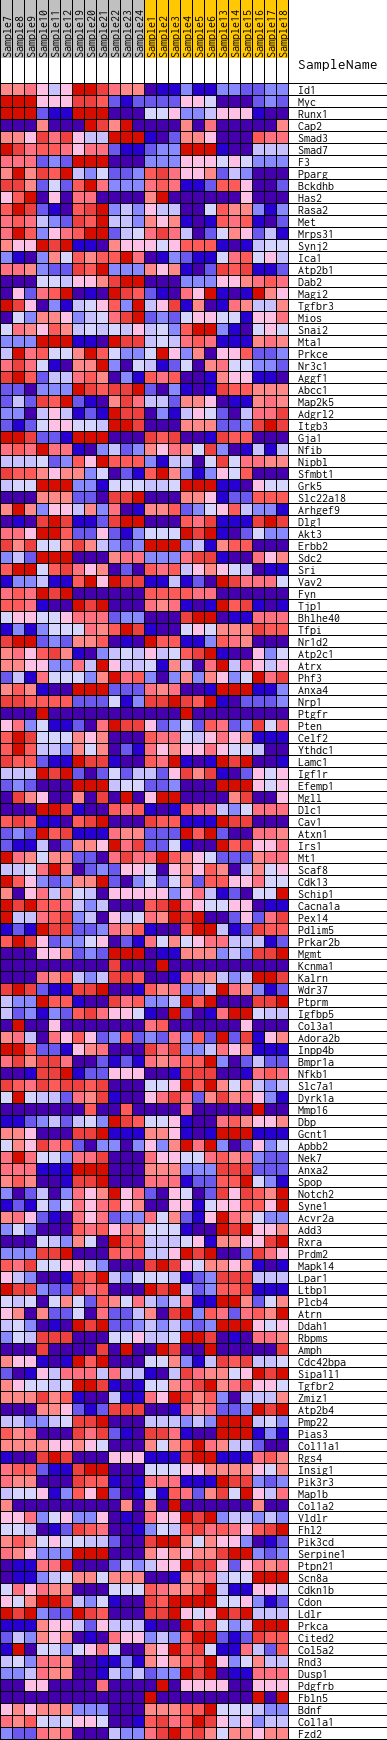 Sample7
Sample8
Sample9
Sample10
Sample11
Sample12
Sample19
Sample20
Sample21
Sample22
Sample23
Sample24
Sample1
Sample2
Sample3
Sample4
Sample5
Sample6
Sample13
Sample14
Sample15
Sample16
Sample17
Sample18
SampleName
Id1
Myc
Runx1
Cap2
Smad3
Smad7
F3
Pparg
Bckdhb
Has2
Rasa2
Met
Mrps31
Synj2
Ica1
Atp2b1
Dab2
Magi2
Tgfbr3
Mios
Snai2
Mta1
Prkce
Nr3c1
Aggf1
Abcc1
Map2k5
Adgrl2
Itgb3
Gja1
Nfib
Nipbl
Sfmbt1
Grk5
Slc22a18
Arhgef9
Dlg1
Akt3
Erbb2
Sdc2
Sri
Vav2
Fyn
Tjp1
Bhlhe40
Tfpi
Nr1d2
Atp2c1
Atrx
Phf3
Anxa4
Nrp1
Ptgfr
Pten
Celf2
Ythdc1
Lamc1
Igf1r
Efemp1
Mgll
Dlc1
Cav1
Atxn1
Irs1
Mt1
Scaf8
Cdk13
Schip1
Cacna1a
Pex14
Pdlim5
Prkar2b
Mgmt
Kcnma1
Kalrn
Wdr37
Ptprm
Igfbp5
Col3a1
Adora2b
Inpp4b
Bmpr1a
Nfkb1
Slc7a1
Dyrk1a
Mmp16
Dbp
Gcnt1
Apbb2
Nek7
Anxa2
Spop
Notch2
Syne1
Acvr2a
Add3
Rxra
Prdm2
Mapk14
Lpar1
Ltbp1
Plcb4
Atrn
Ddah1
Rbpms
Amph
Cdc42bpa
Sipa1l1
Tgfbr2
Zmiz1
Atp2b4
Pmp22
Pias3
Col11a1
Rgs4
Insig1
Pik3r3
Map1b
Col1a2
Vldlr
Fhl2
Pik3cd
Serpine1
Ptpn21
Scn8a
Cdkn1b
Cdon
Ldlr
Prkca
Cited2
Col5a2
Rnd3
Dusp1
Pdgfrb
Fbln5
Bdnf
Col1a1
Fzd2